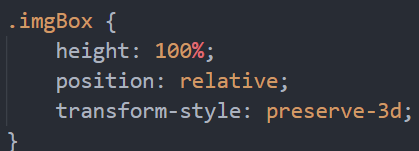 .imgBox {
height: 100%;
position: relative;
transform-style: preserve-3d;
}